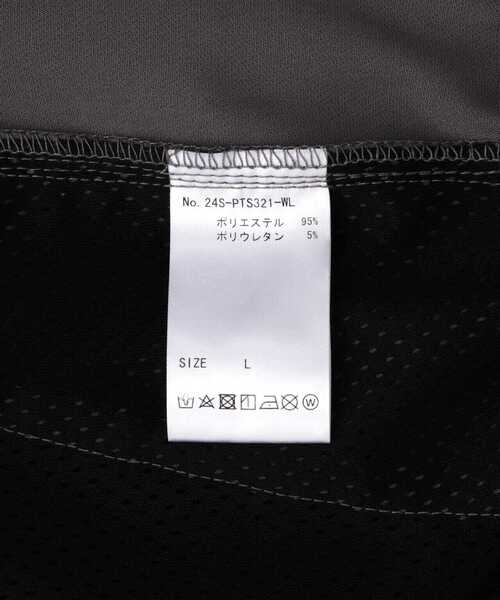 No. 24S-PTS321-WL
ポリエステル 95%
ポリウレタン 5%
SIZE L
W